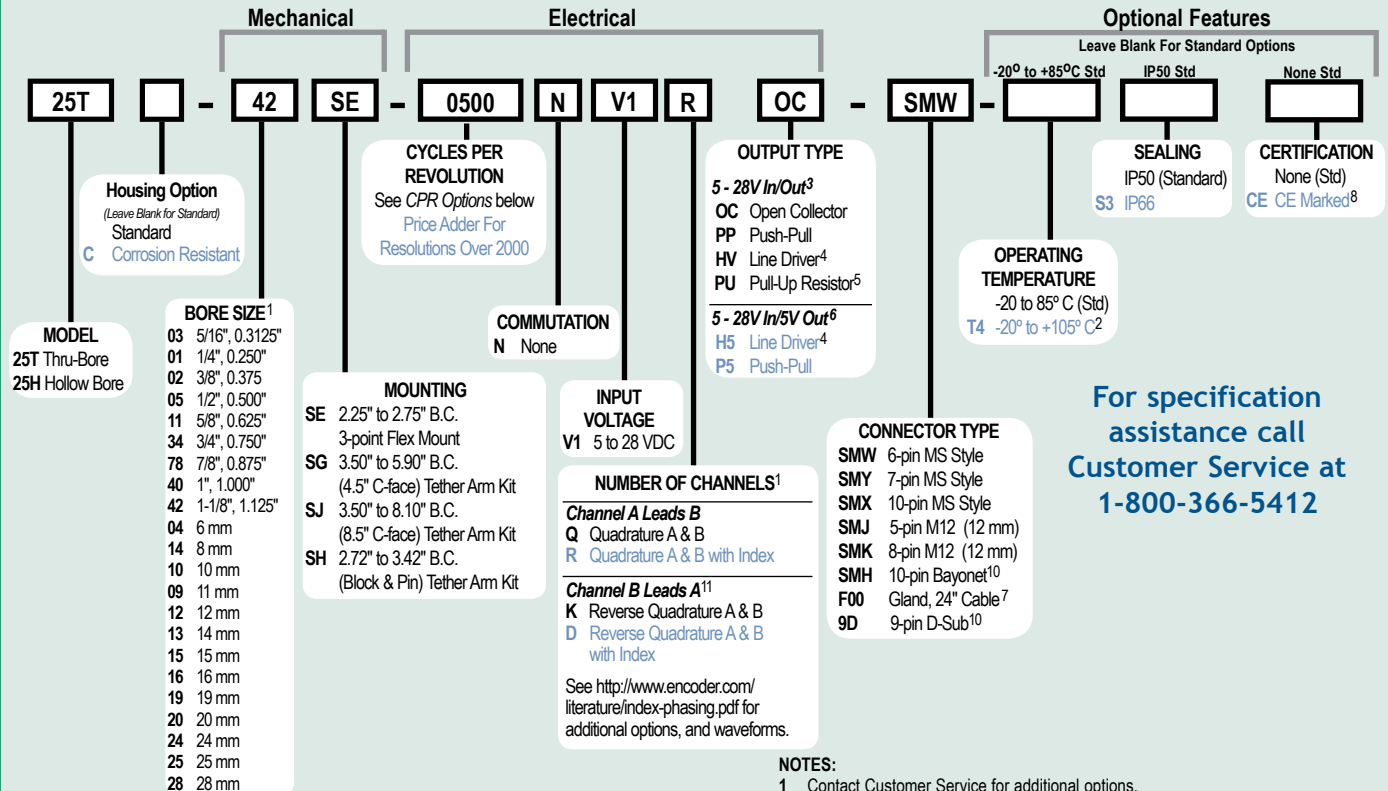 Mechanical
Electrical
Optional Features
Leave Blank For Standard Options
-20º to +85ºC Std
IP50 Std
None Std
25T - 42 SE - 0500 N V1 R OC - SMW -
MODEL
25T Thru-Bore
25H Hollow Bore
Housing Option
(Leave Blank for Standard)
Standard
C Corrosion Resistant
BORE SIZE1
03 5/16", 0.3125"
01 1/4", 0.250"
02 3/8", 0.375
05 1/2", 0.500"
11 5/8", 0.625"
34 3/4", 0.750"
78 7/8", 0.875"
40 1", 1.000"
42 1-1/8", 1.125"
04 6 mm
14 8 mm
10 10 mm
09 11 mm
12 12 mm
13 14 mm
15 15 mm
16 16 mm
19 19 mm
20 20 mm
24 24 mm
25 25 mm
28 28 mm
MOUNTING
SE 2.25" to 2.75" B.C.
3-point Flex Mount
SG 3.50" to 5.90" B.C.
(4.5" C-face) Tether Arm Kit
SJ 3.50" to 8.10" B.C.
(8.5" C-face) Tether Arm Kit
SH 2.72" to 3.42" B.C.
(Block & Pin) Tether Arm Kit
CYCLES PER
REVOLUTION
See CPR Options below
Price Adder For
Resolutions Over 2000
COMMUTATION
N None
INPUT
VOLTAGE
V1 5 to 28 VDC
NUMBER OF CHANNELS1
Channel A Leads B
Q Quadrature A & B
R Quadrature A & B with Index
Channel B Leads A11
K Reverse Quadrature A & B
D Reverse Quadrature A & B
with Index
See http://www.encoder.com/
literature/index-phasing.pdf for
additional options, and waveforms.
OUTPUT TYPE
5 - 28V In/Out3
OC Open Collector
PP Push-Pull
HV Line Driver4
PU Pull-Up Resistor5
5 - 28V In/5V Out6
H5 Line Driver4
P5 Push-Pull
CONNECTOR TYPE
SMW 6-pin MS Style
SMY 7-pin MS Style
SMX 10-pin MS Style
SMJ 5-pin M12 (12 mm)
SMK 8-pin M12 (12 mm)
SMH 10-pin Bayonet10
F00 Gland, 24" Cable7
9D 9-pin D-Sub10
OPERATING
TEMPERATURE
-20 to 85º C (Std)
T4 -20º to +105º C2
SEALING
IP50 (Standard)
S3 IP66
CERTIFICATION
None (Std)
CE CE Marked8
For specification
assistance call
Customer Service at
1-800-366-5412
NOTES:
1 Contact Customer Service for additional options.